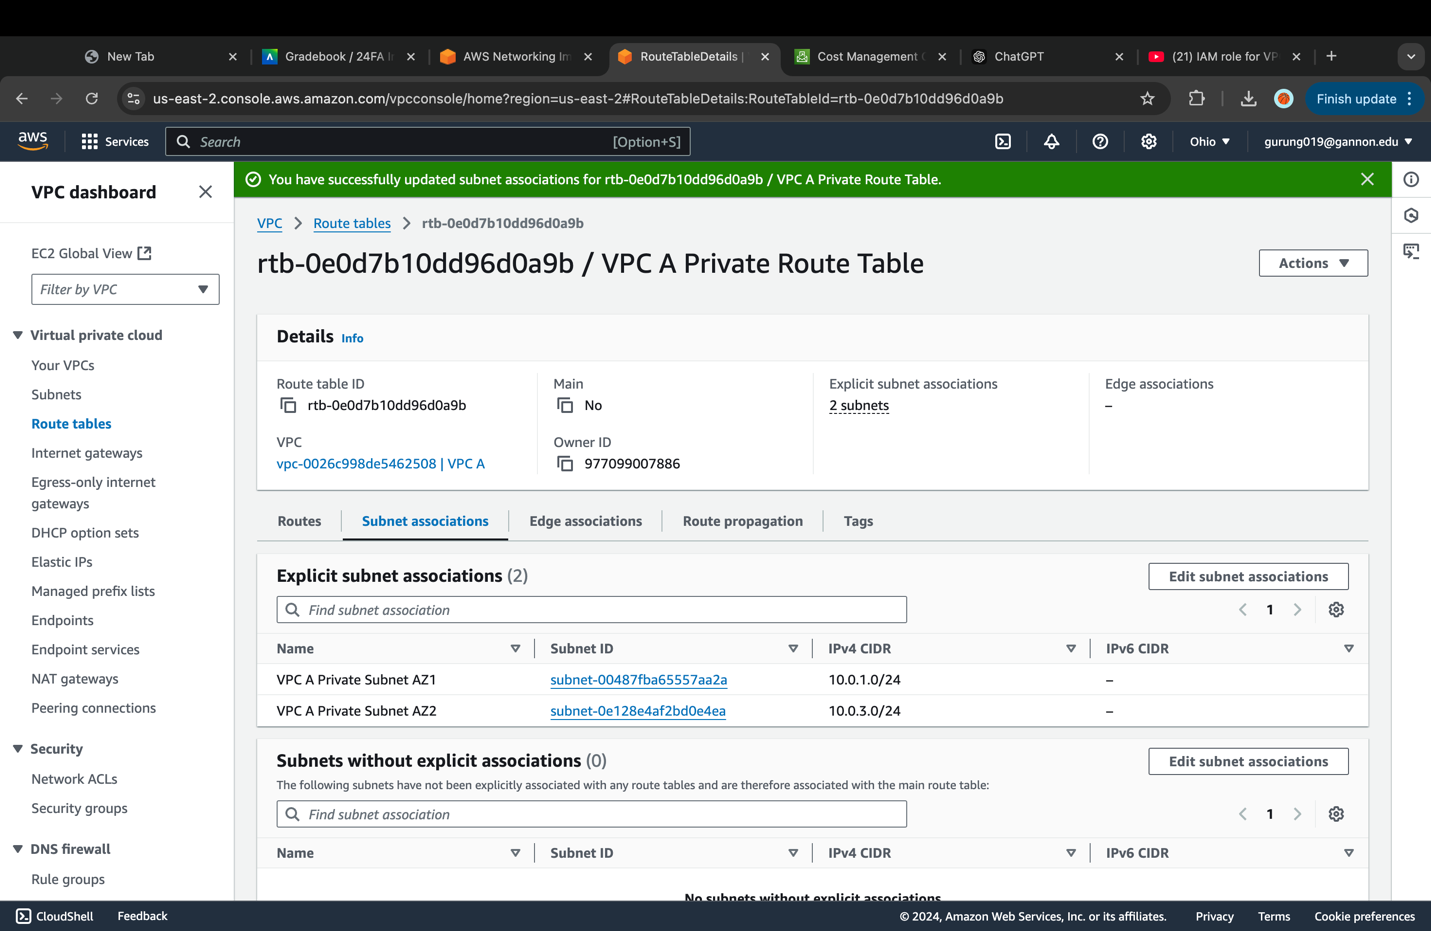 New Tab
Gradebook / 24FA
AWS Networking Im
RouteTableDetails |
Cost Management
ChatGPT
(21) IAM role for VP
us-east-2.console.aws.amazon.com/vpcconsole/home?region=us-east-2#RouteTableDetails:RouteTableId=rtb-0e0d7b10dd96d0a9b
Finish update
aws
Services
Search
[Option+S]
Ohio
gurung019@gannon.edu
VPC dashboard
EC2 Global View
Filter by VPC
Virtual private cloud
Your VPCs
Subnets
Route tables
Internet gateways
Egress-only internet
gateways
DHCP option sets
Elastic IPs
Managed prefix lists
Endpoints
Endpoint services
NAT gateways
Peering connections
Security
Network ACLs
Security groups
DNS firewall
Rule groups
You have successfully updated subnet associations for rtb-0e0d7b10dd96d0a9b / VPC A Private Route Table.
VPC > Route tables > rtb-0e0d7b10dd96d0a9b
rtb-0e0d7b10dd96d0a9b / VPC A Private Route Table
Actions
Details Info
Route table ID
rtb-0e0d7b10dd96d0a9b
Main
No
Explicit subnet associations
2 subnets
Edge associations
–
VPC
vpc-0026c998de5462508 | VPC A
Owner ID
977099007886
Routes
Subnet associations
Edge associations
Route propagation
Tags
Explicit subnet associations (2)
Edit subnet associations
Find subnet association
1
Name Subnet ID IPv4 CIDR IPv6 CIDR
VPC A Private Subnet AZ1 subnet-00487fba65557aa2a 10.0.1.0/24 –
VPC A Private Subnet AZ2 subnet-0e128e4af2bd0e4ea 10.0.3.0/24 –
Subnets without explicit associations (0)
Edit subnet associations
The following subnets have not been explicitly associated with any route tables and are therefore associated with the main route table:
Find subnet association
1
Name Subnet ID IPv4 CIDR IPv6 CIDR
No subnets without explicit associations
CloudShell
Feedback
© 2024, Amazon Web Services, Inc. or its affiliates.
Privacy
Terms
Cookie preferences